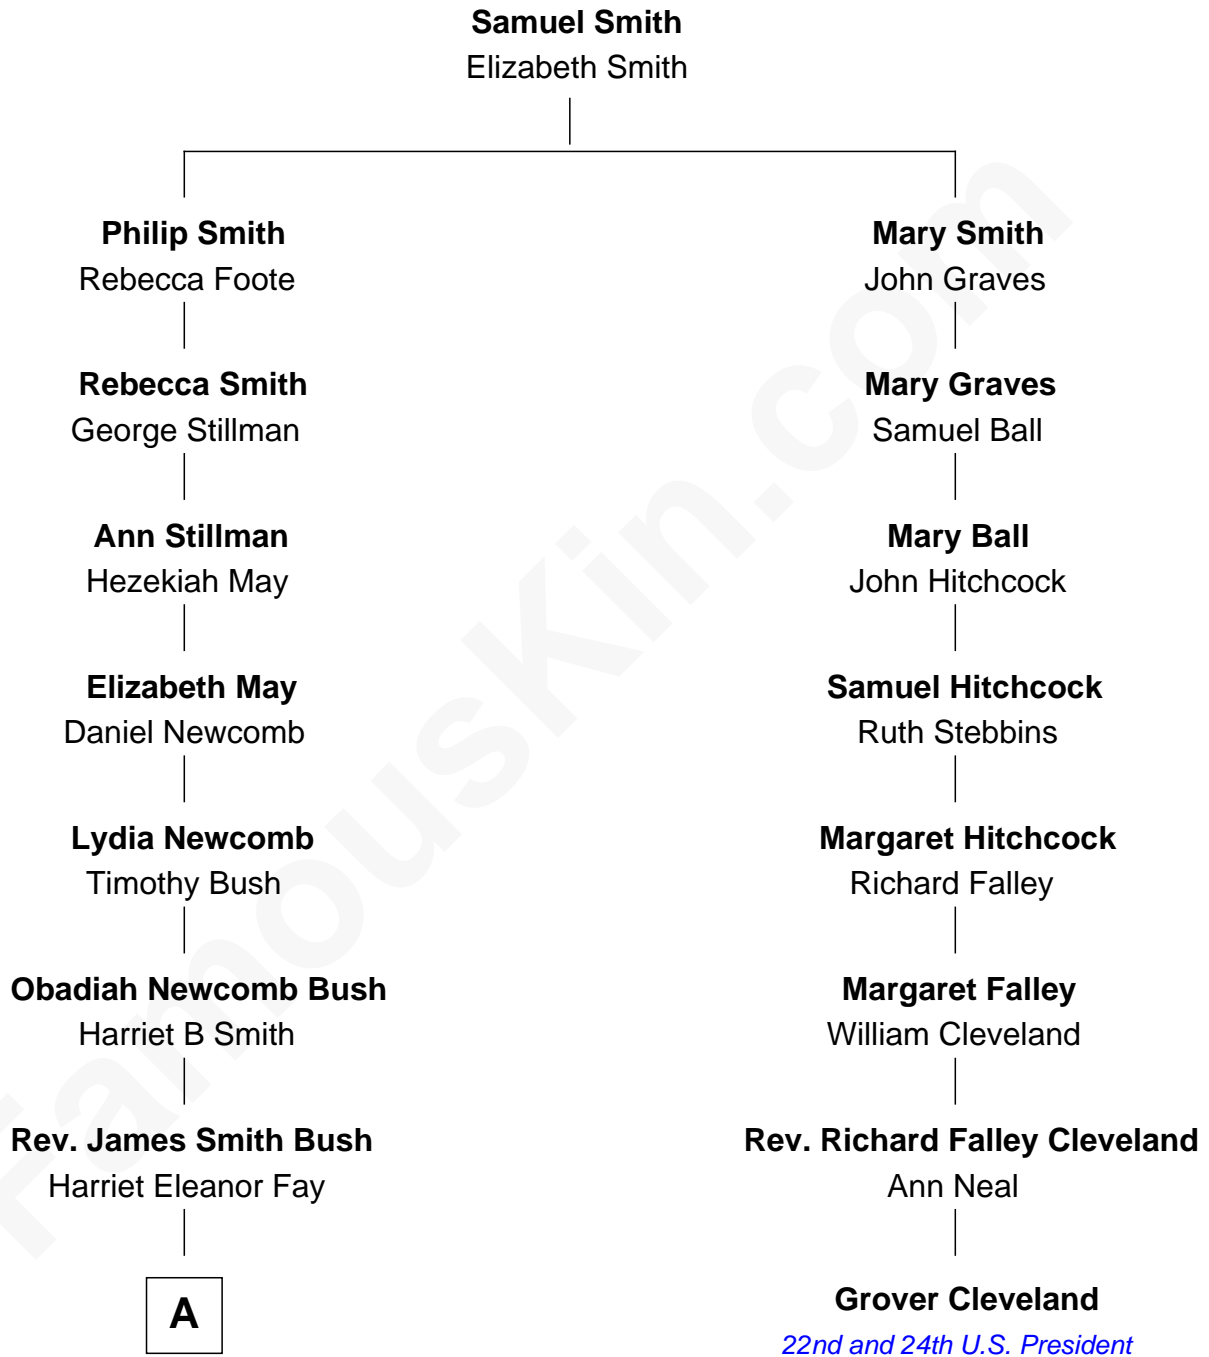 Samuel Smith
Elizabeth Smith
Philip Smith
Rebecca Foote
Rebecca Smith
George Stillman
Ann Stillman
Hezekiah May
Elizabeth May
Daniel Newcomb
Lydia Newcomb
Timothy Bush
Obadiah Newcomb Bush
Harriet B Smith
Rev. James Smith Bush
Harriet Eleanor Fay
A
Mary Smith
John Graves
Mary Graves
Samuel Ball
Mary Ball
John Hitchcock
Samuel Hitchcock
Ruth Stebbins
Margaret Hitchcock
Richard Falley
Margaret Falley
William Cleveland
Rev. Richard Falley Cleveland
Ann Neal
Grover Cleveland
22nd and 24th U.S. President
FamousKin.com